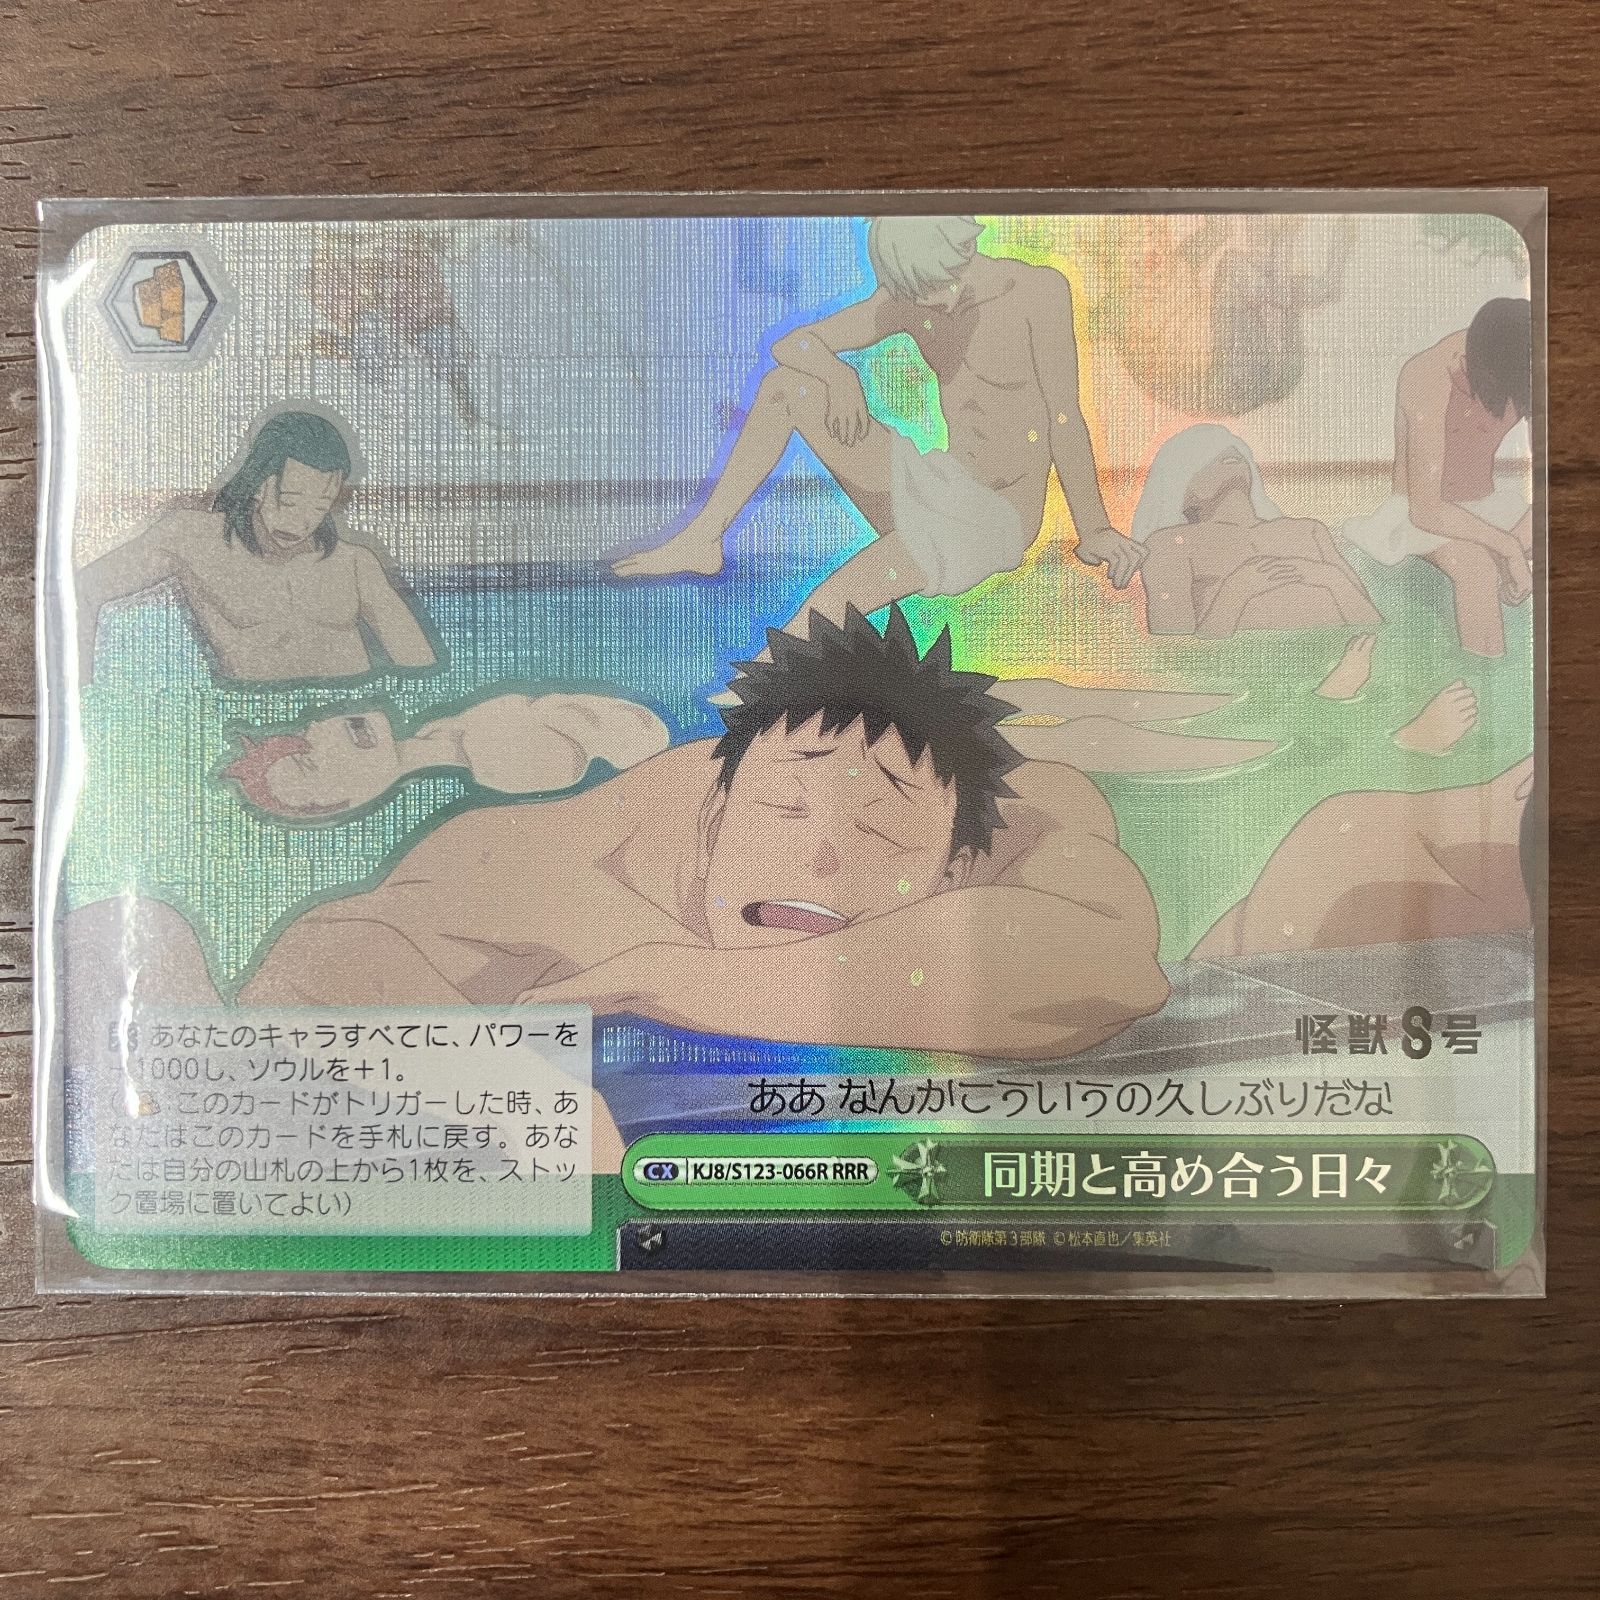 あなたのキャラすべてに、パワーを
1000し、ソウルを+1。
:このカードがトリガーした時、あ
なたはこのカードを手札に戻す。あな
たは自分の山札の上から1枚を、ストッ
ク置場に置いてよい）
怪獣8号
ああ なんかこういうの久しぶりだな
CX KJ8/S123-066R RRR 同期と高め合う日々
©防衛隊第3部隊 ©松本直也/集英社